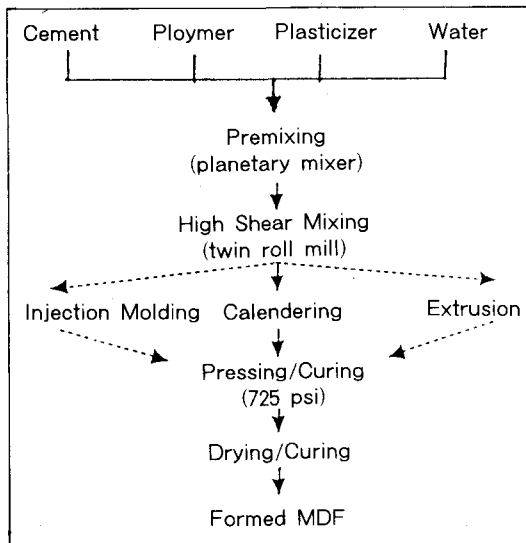 Cement Ploymer Plasticizer Water
Premixing
(planetary mixer)
High Shear Mixing
(twin roll mill)
Injection Molding Calendering Extrusion
Pressing/Curing
(725 psi)
Drying/Curing
Formed MDF